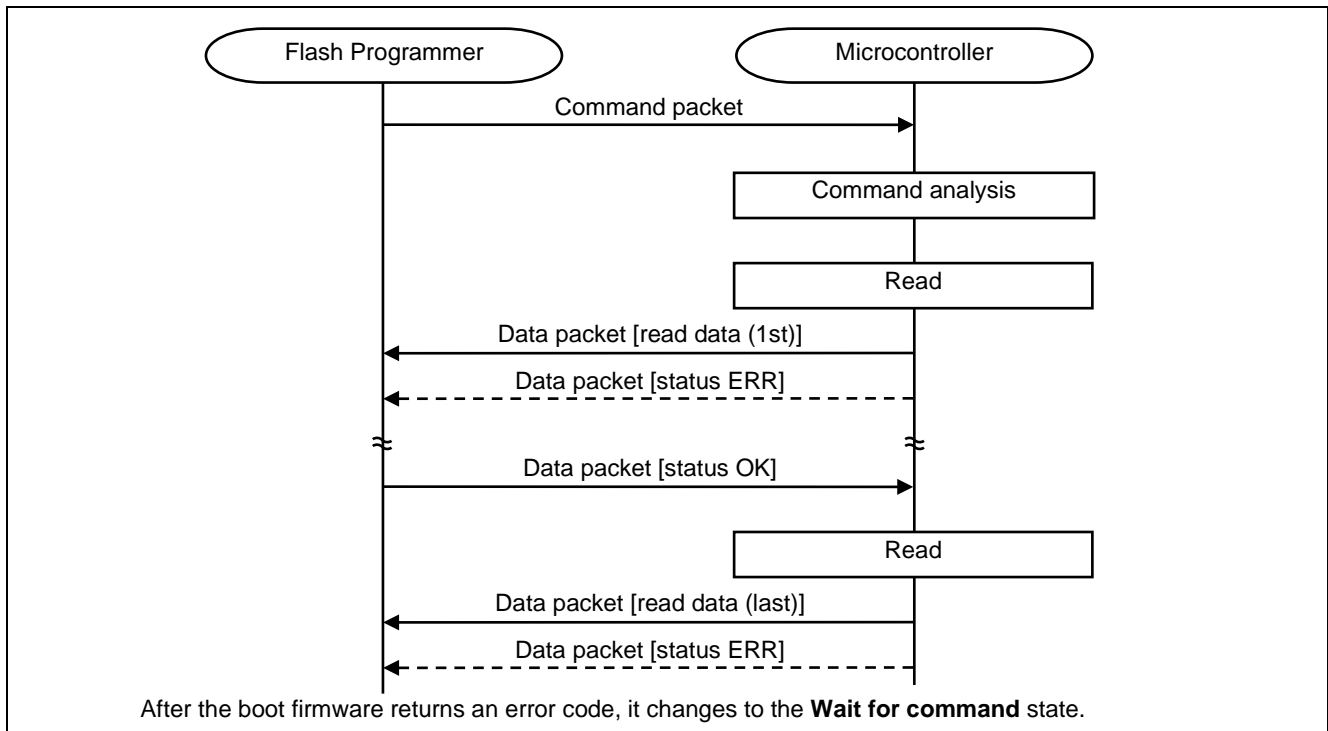 Flash Programmer
Microcontroller
Command packet
Command analysis
Read
Data packet [read data (1st)]
Data packet [status ERR]
Data packet [status OK]
Read
Data packet [read data (last)]
Data packet [status ERR]
After the boot firmware returns an error code, it changes to the Wait for command state.